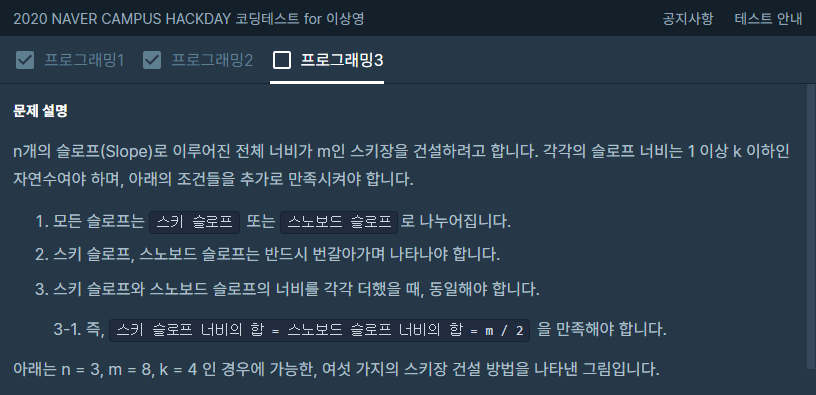 2020 NAVER CAMPUS HACKDAY 코딩테스트 for 이상영 공지사항 테스트 안내
프로그래밍1 프로그래밍2 프로그래밍3
문제 설명
n개의 슬로프(Slope)로 이루어진 전체 너비가 m인 스키장을 건설하려고 합니다. 각각의 슬로프 너비는 1 이상 k 이하인
자연수여야 하며, 아래의 조건들을 추가로 만족시켜야 합니다.
1. 모든 슬로프는 스키 슬로프 또는 스노보드 슬로프로 나누어집니다.
2. 스키 슬로프, 스노보드 슬로프는 반드시 번갈아가며 나타나야 합니다.
3. 스키 슬로프와 스노보드 슬로프의 너비를 각각 더했을 때, 동일해야 합니다.
3-1. 즉, 스키 슬로프 너비의 합 = 스노보드 슬로프 너비의 합 = m / 2 을 만족해야 합니다.
아래는 n = 3, m = 8, k = 4 인 경우에 가능한, 여섯 가지의 스키장 건설 방법을 나타낸 그림입니다.